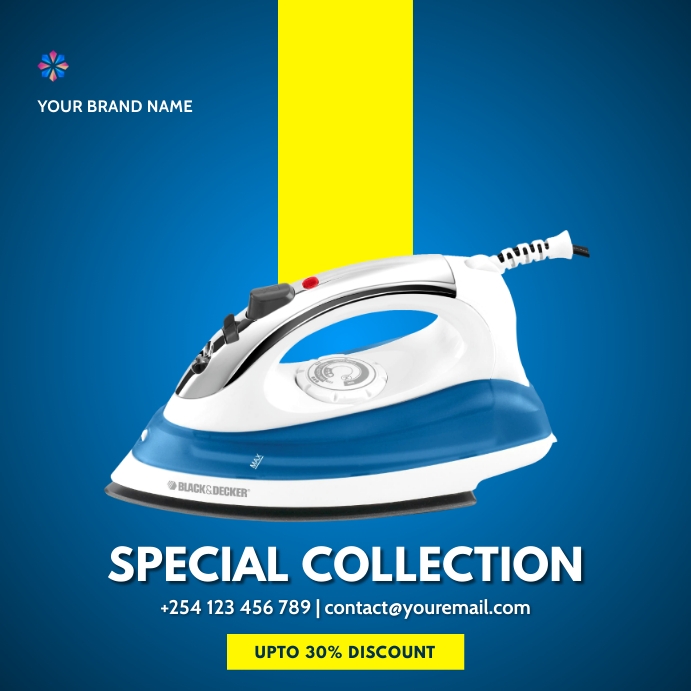 YOUR BRAND NAME
MAX
BLACK&DECKER
SPECIAL COLLECTION
+254 123 456 789 | contact@youremail.com
UPTO 30% DISCOUNT